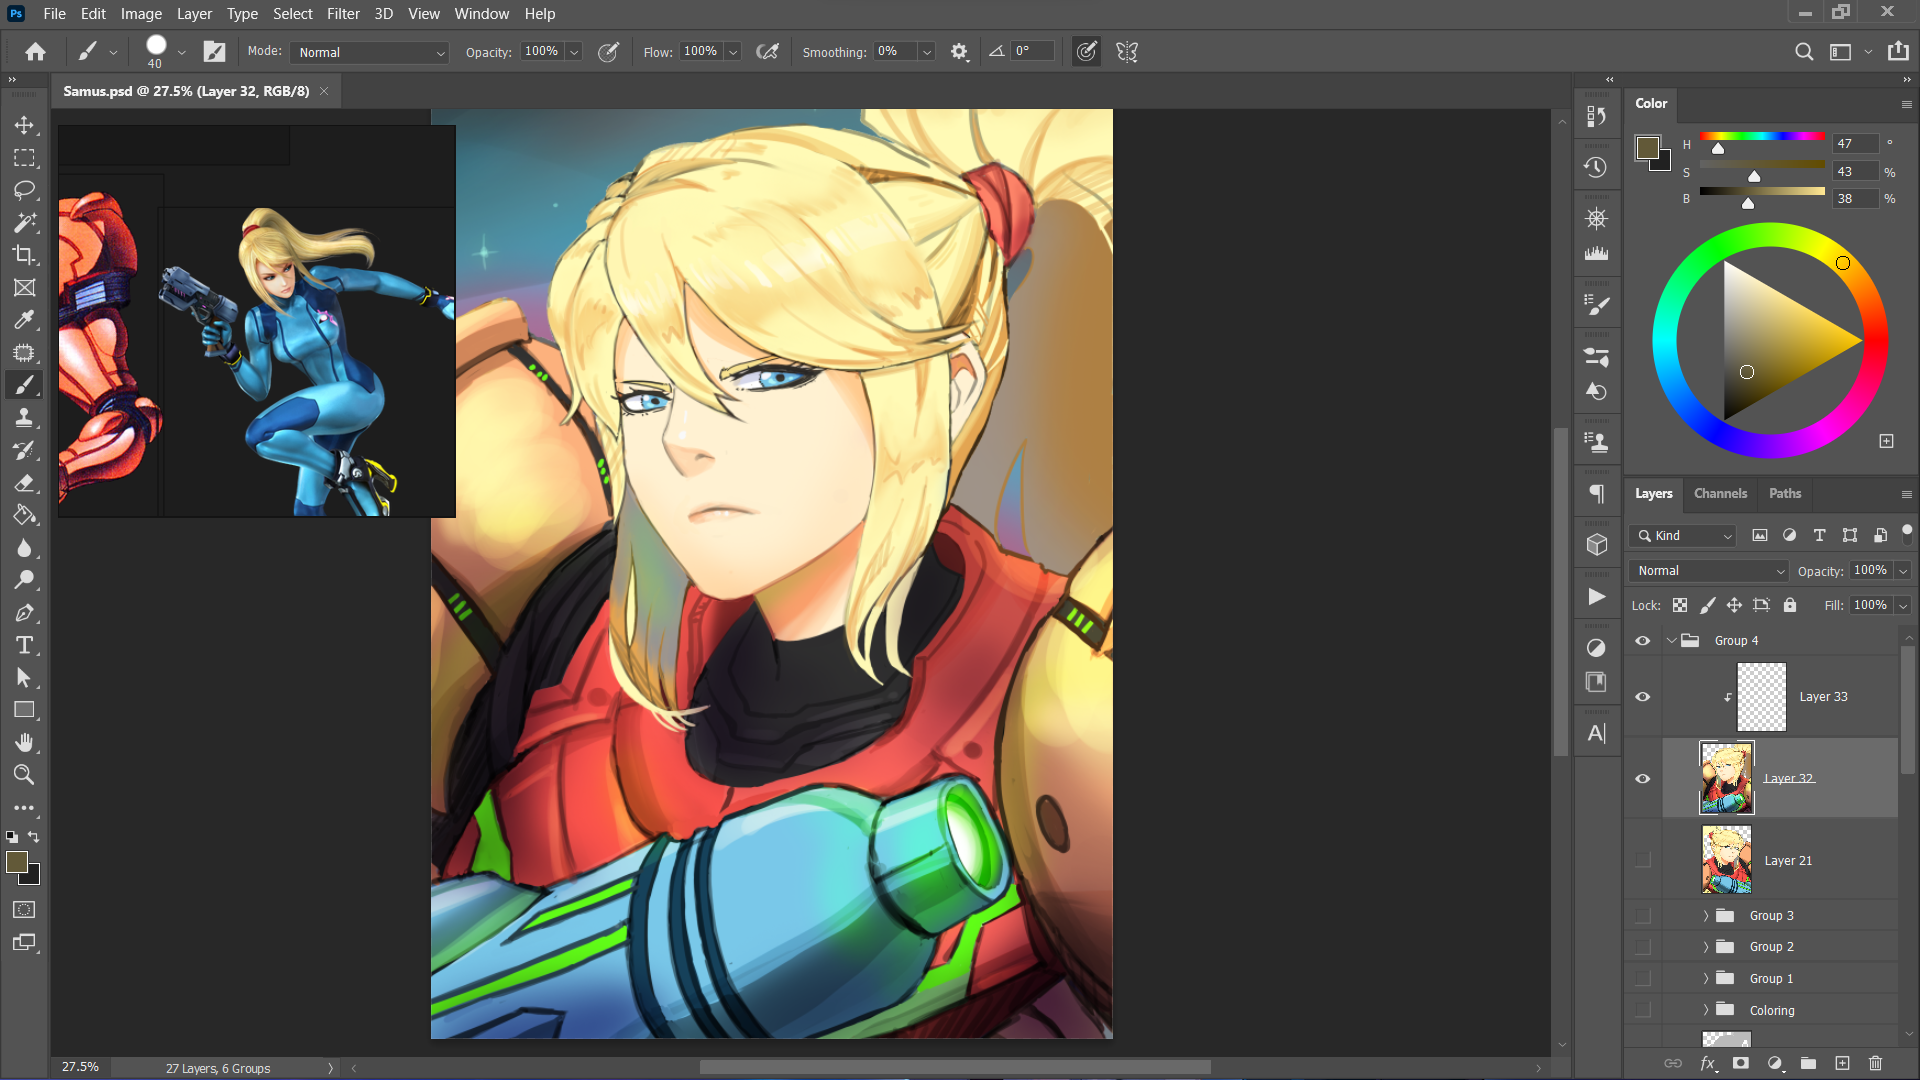 Ps File Edit Image Layer Type Select Filter 3D View Window Help
40 Mode: Normal Opacity: 100% Flow: 100% Smoothing: 0% 0°
Samus.psd @ 27.5% (Layer 32, RGB/8) ×
Color
H 47 °
S 43 %
B 38 %
Layers Channels Paths
Kind
Normal Opacity: 100%
Lock: Fill: 100%
Group 4
Layer 33
Layer 32
Layer 21
Group 3
Group 2
Group 1
Coloring
27.5% 27 Layers, 6 Groups